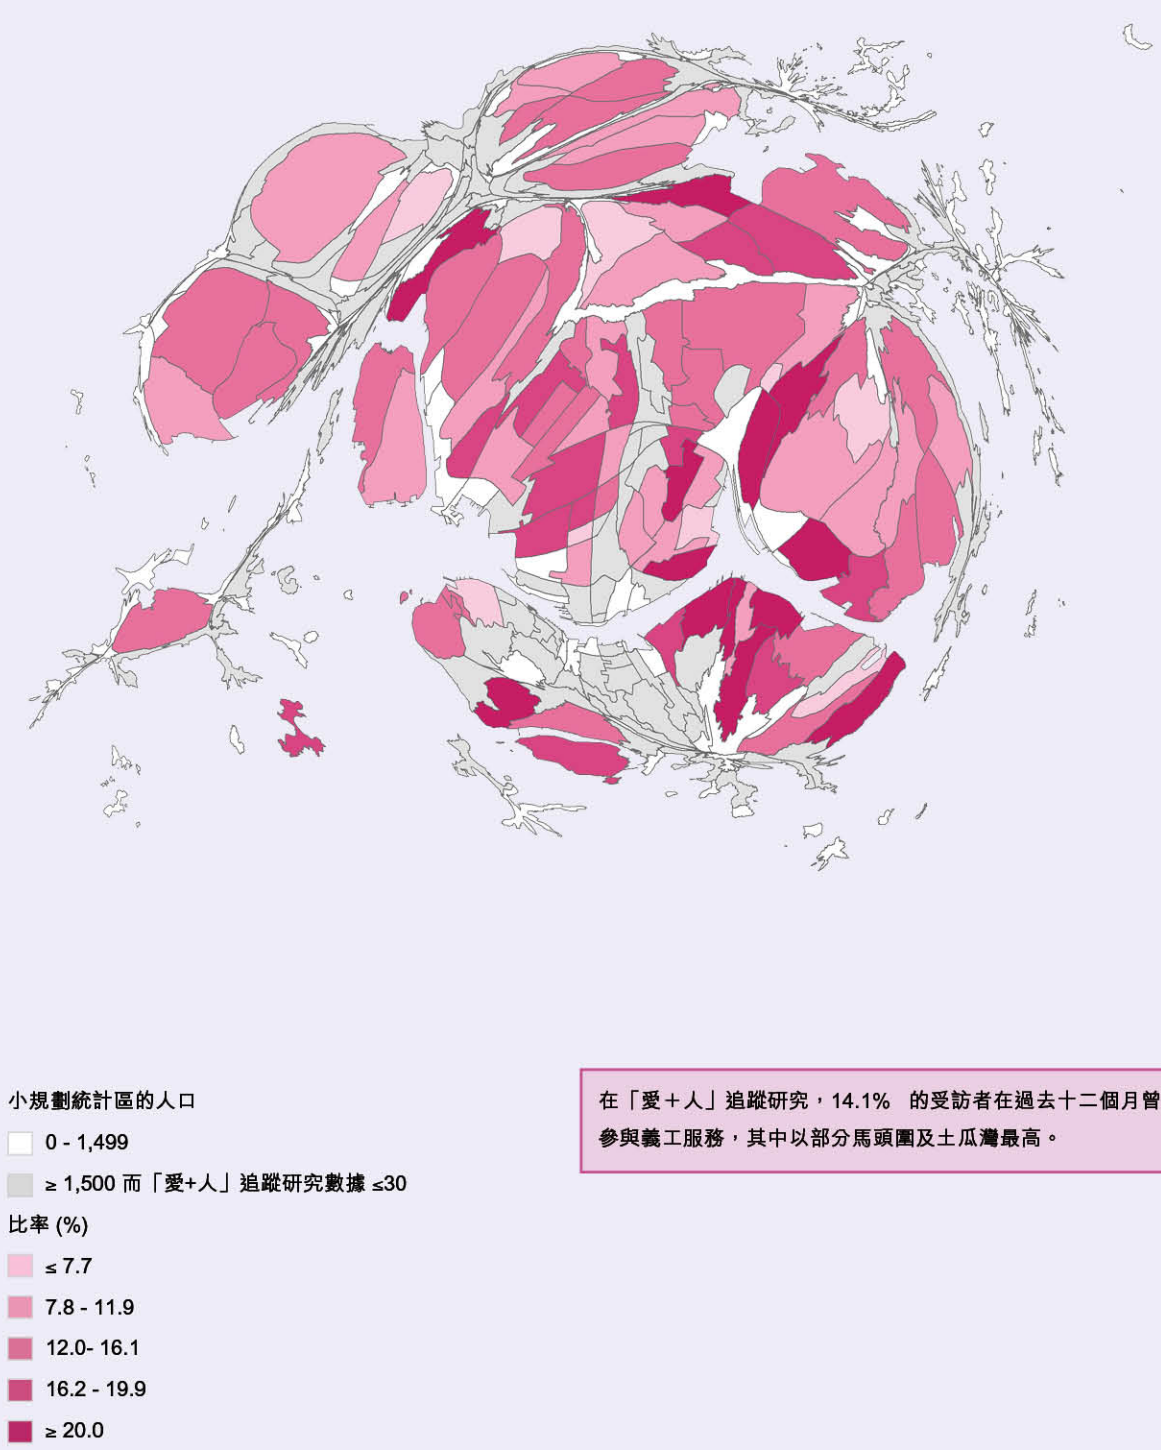 小規劃統計區的人口
0 - 1,499
≥ 1,500 而「愛+人」追蹤研究數據 ≤30
比率 (%)
≤ 7.7
7.8 - 11.9
12.0- 16.1
16.2 - 19.9
≥ 20.0
在「愛＋人」追蹤研究，14.1% 的受訪者在過去十二個月曾
參與義工服務，其中以部分馬頭圍及土瓜灣最高。